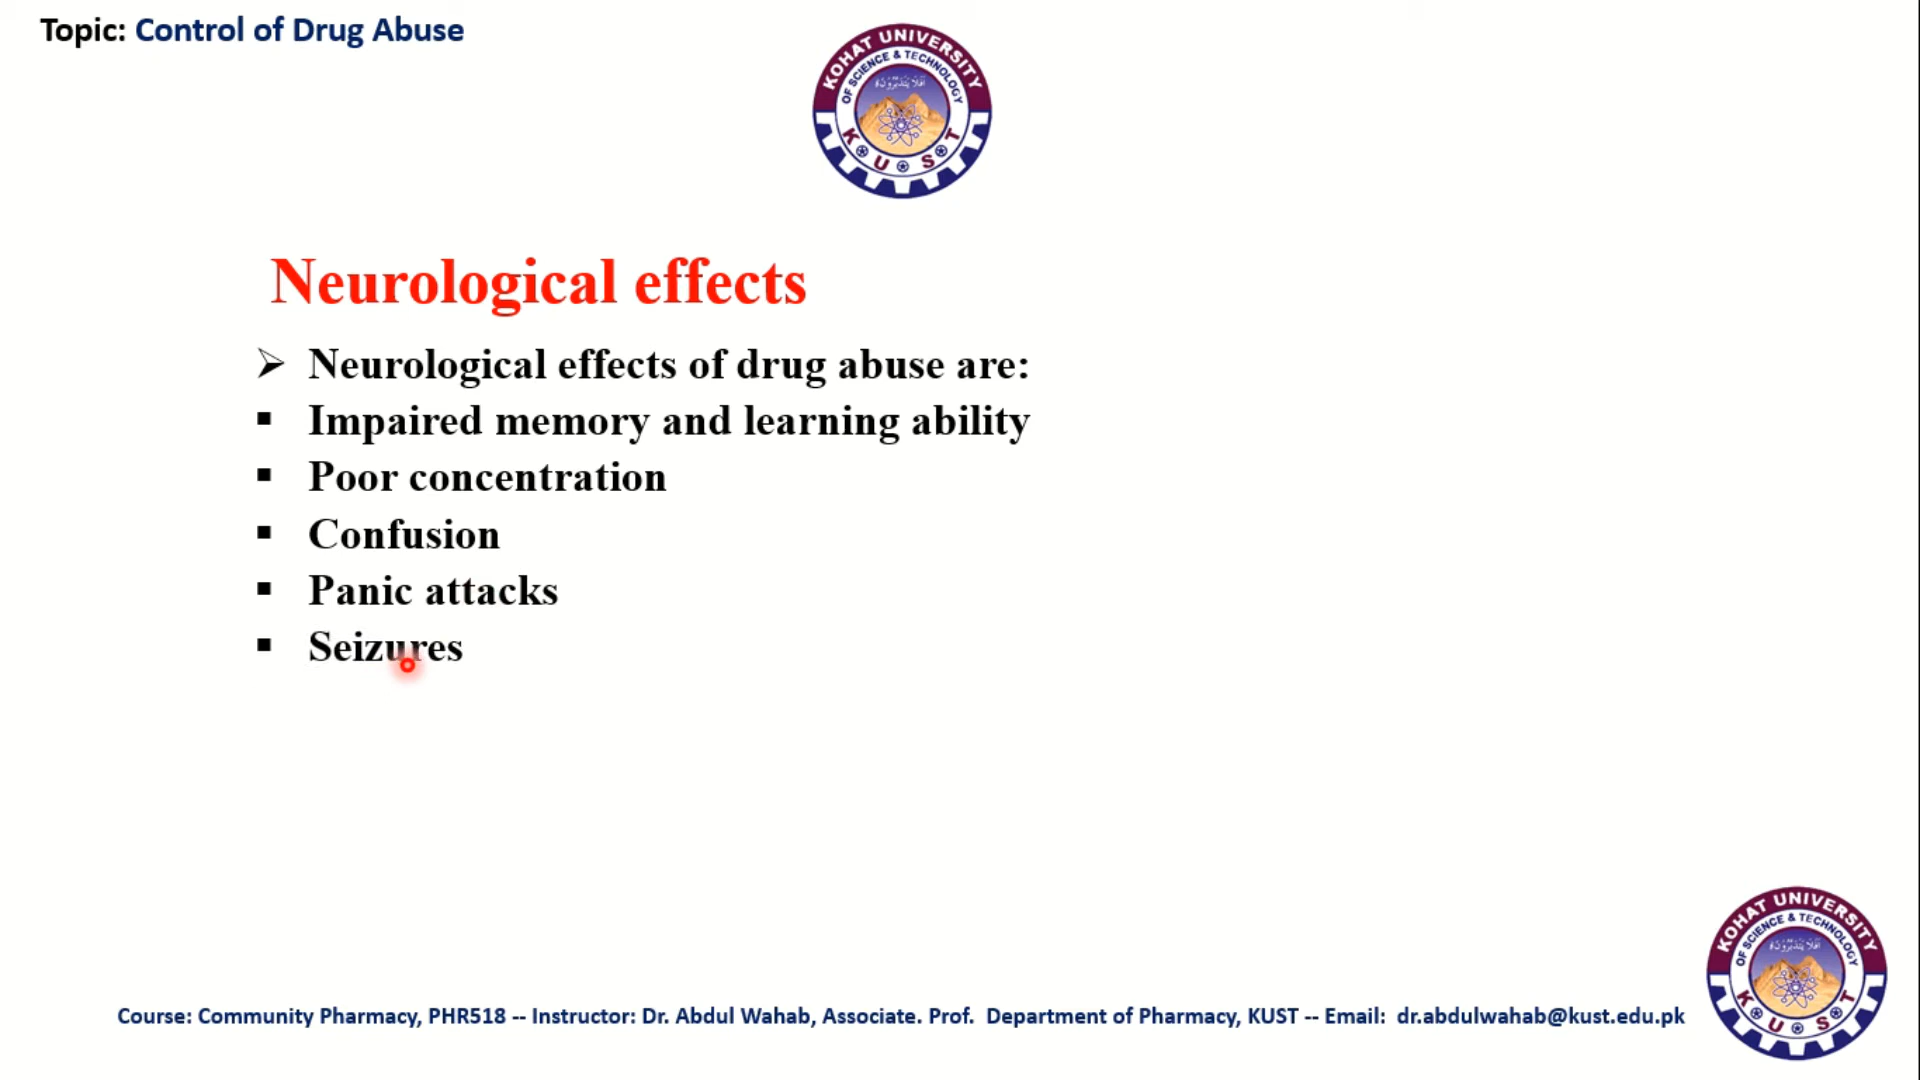 Topic: Control of Drug Abuse
KOHAT UNIVERSITY
OF SCIENCE & TECHNOLOGY
K U S T
Neurological effects
➢ Neurological effects of drug abuse are:
▪ Impaired memory and learning ability
▪ Poor concentration
▪ Confusion
▪ Panic attacks
▪ Seizures
KOHAT UNIVERSITY
OF SCIENCE & TECHNOLOGY
K U S T
Course: Community Pharmacy, PHR518 -- Instructor: Dr. Abdul Wahab, Associate. Prof.  Department of Pharmacy, KUST -- Email:  dr.abdulwahab@kust.edu.pk